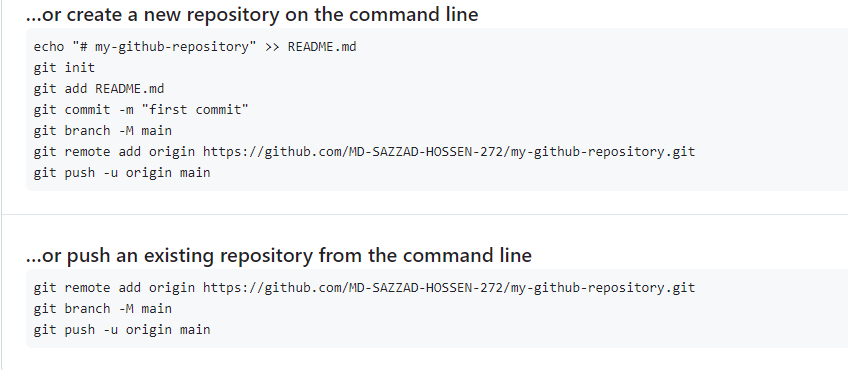 ...or create a new repository on the command line
echo "# my-github-repository" >> README.md
git init
git add README.md
git commit -m "first commit"
git branch -M main
git remote add origin https://github.com/MD-SAZZAD-HOSSEN-272/my-github-repository.git
git push -u origin main
...or push an existing repository from the command line
git remote add origin https://github.com/MD-SAZZAD-HOSSEN-272/my-github-repository.git
git branch -M main
git push -u origin main